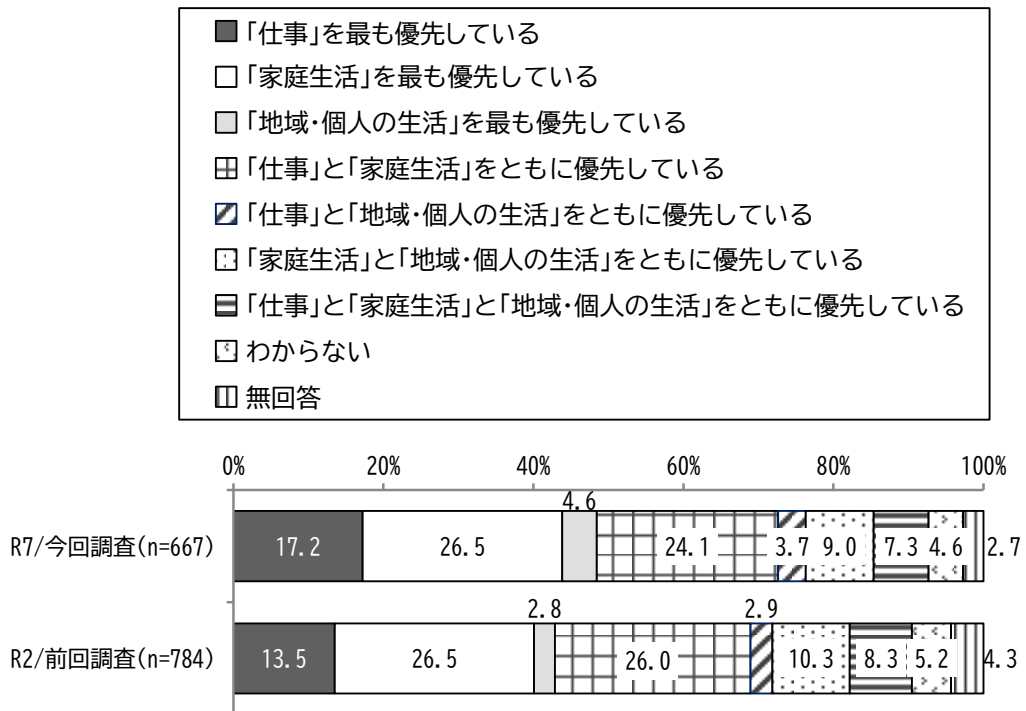 「仕事」を最も優先している
「家庭生活」を最も優先している
「地域・個人の生活」を最も優先している
「仕事」と「家庭生活」をともに優先している
「仕事」と「地域・個人の生活」をともに優先している
「家庭生活」と「地域・個人の生活」をともに優先している
「仕事」と「家庭生活」と「地域・個人の生活」をともに優先している
わからない
無回答
0% 20% 40% 60% 80% 100%
R7/今回調査(n=667) 17.2 26.5 4.6 24.1 3.7 9.0 7.3 4.6 2.7
R2/前回調査(n=784) 13.5 26.5 2.8 26.0 2.9 10.3 8.3 5.2 4.3